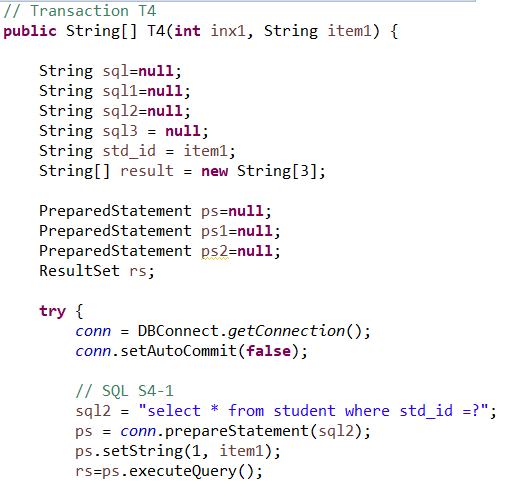 // Transaction T4
public String[] T4(int inx1, String item1) {
String sql=null;
String sql1=null;
String sql2=null;
String sql3 = null;
String std_id = item1;
String[] result = new String[3];
PreparedStatement ps=null;
PreparedStatement ps1=null;
PreparedStatement ps2=null;
ResultSet rs;
try {
conn = DBConnect.getConnection();
conn.setAutoCommit(false);
// SQL S4-1
sql2 = "select * from student where std_id =?";
ps = conn.prepareStatement(sql2);
ps.setString(1, item1);
rs=ps.executeQuery();